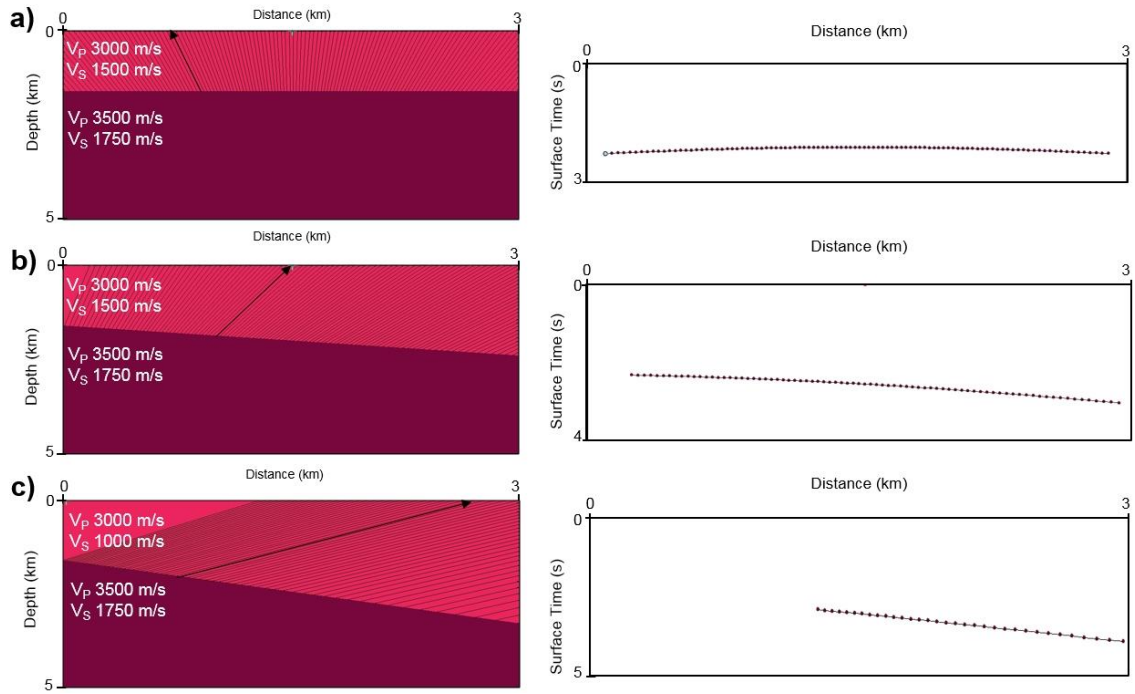 a)
Distance (km)
0
3
0
V_P 3000 m/s
V_S 1500 m/s
V_P 3500 m/s
V_S 1750 m/s
Depth (km)
5
Distance (km)
0
3
0
Surface Time (s)
3
b)
Distance (km)
0
3
0
V_P 3000 m/s
V_S 1500 m/s
V_P 3500 m/s
V_S 1750 m/s
Depth (km)
5
Distance (km)
0
3
0
Surface Time (s)
4
c)
Distance (km)
0
3
0
V_P 3000 m/s
V_S 1000 m/s
V_P 3500 m/s
V_S 1750 m/s
Depth (km)
5
Distance (km)
0
3
0
Surface Time (s)
5